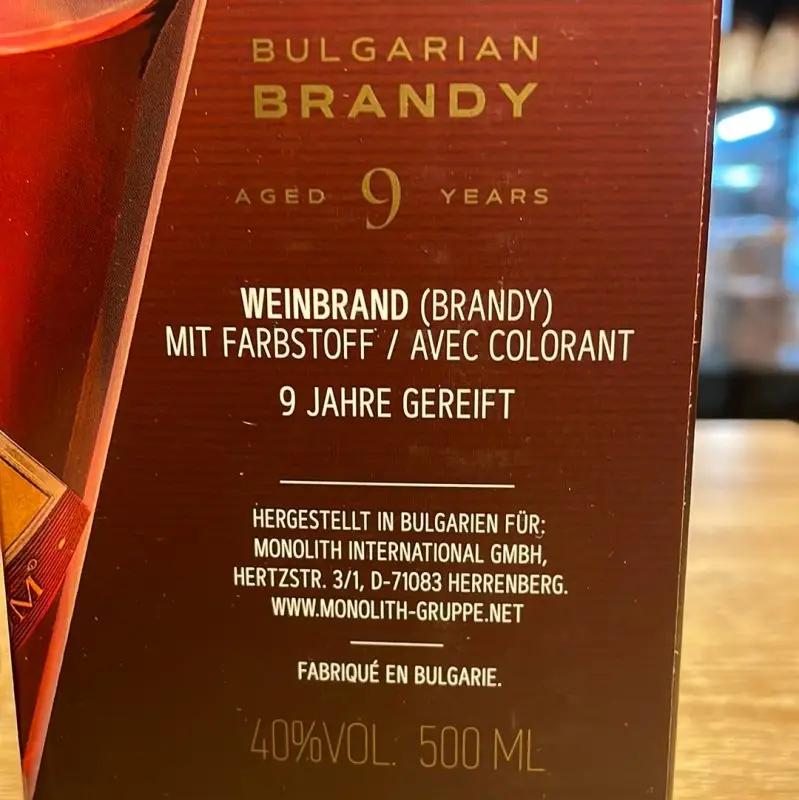 BULGARIAN
BRANDY
AGED 9 YEARS
WEINBRAND (BRANDY)
MIT FARBSTOFF / AVEC COLORANT
9 JAHRE GEREIFT
HERGESTELLT IN BULGARIEN FÜR:
MONOLITH INTERNATIONAL GMBH,
HERTZSTR. 3/1, D-71083 HERRENBERG.
WWW.MONOLITH-GRUPPE.NET
FABRIQUÉ EN BULGARIE.
40%VOL. 500 ML